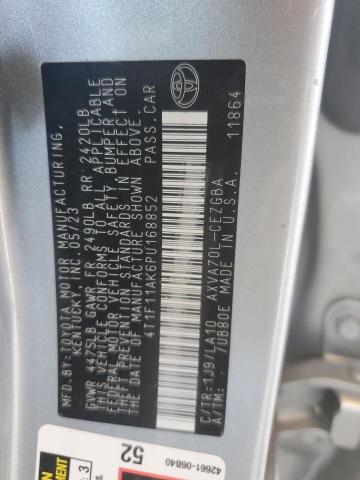 MFD.BY: TOYOTA MOTOR MANUFACTURING,
KENTUCKY, INC. 05/23
GVWR 4475LB GAWR FR 2490LB RR 2420LB
THIS VEHICLE CONFORMS TO ALL APPLICABLE
FEDERAL MOTOR VEHICLE SAFETY BUMPER AND
THEFT PREVENTION STANDARDS IN EFFECT ON
THE DATE OF MANUFACTURE SHOWN ABOVE.
4T1F11AK6PU168852 PASS.CAR
C/TR:1J9/LA10 AXVA70L-CEZGBA
A/TM: /UB80E MADE IN U.S.A.
11864
TOYOTA
42661-06B40
52
3